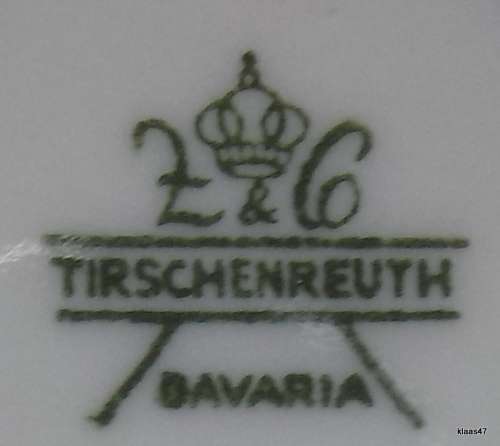 Z & C
TIRSCHENREUTH
BAVARIA
klaas47